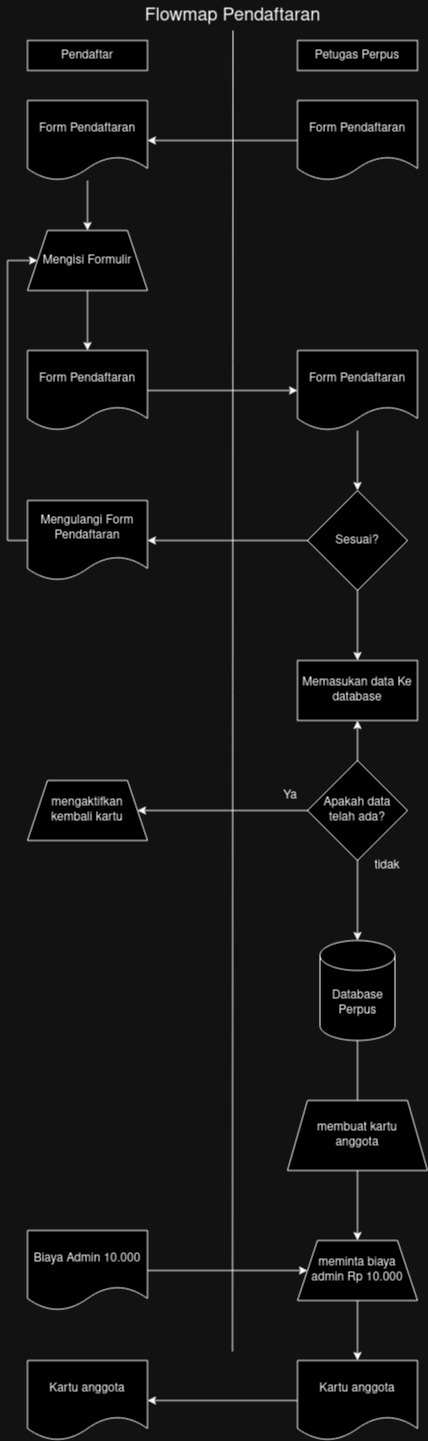 Flowmap Pendaftaran
Pendaftar
Petugas Perpus
Form Pendaftaran
Form Pendaftaran
Mengisi Formulir
Form Pendaftaran
Form Pendaftaran
Mengulangi Form
Pendaftaran
Sesuai?
Memasukan data Ke
database
mengaktifkan
kembali kartu
Ya
Apakah data
telah ada?
tidak
Database
Perpus
membuat kartu
anggota
Biaya Admin 10.000
meminta biaya
admin Rp 10.000
Kartu anggota
Kartu anggota